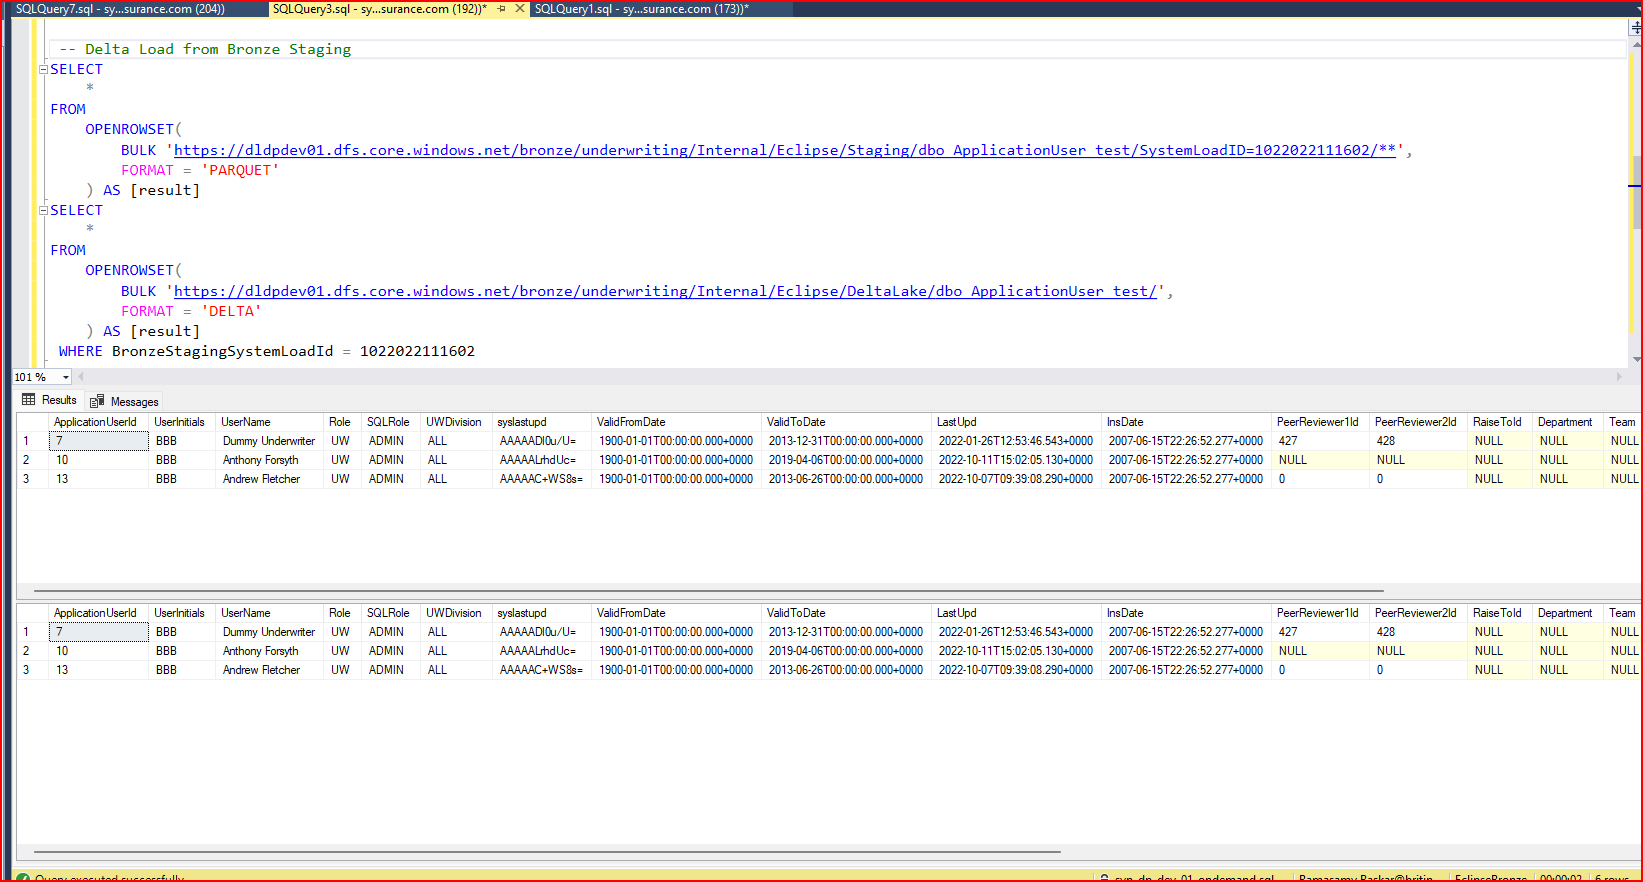 SQLQuery7.sql - sy...surance.com (204))
SQLQuery3.sql - sy...surance.com (192))*
SQLQuery1.sql - sy...surance.com (173))*
-- Delta Load from Bronze Staging
SELECT
*
FROM
OPENROWSET(
BULK 'https://dldpdev01.dfs.core.windows.net/bronze/underwriting/Internal/Eclipse/Staging/dbo_ApplicationUser_test/SystemLoadID=1022022111602/**',
FORMAT = 'PARQUET'
) AS [result]
SELECT
*
FROM
OPENROWSET(
BULK 'https://dldpdev01.dfs.core.windows.net/bronze/underwriting/Internal/Eclipse/DeltaLake/dbo_ApplicationUser_test/',
FORMAT = 'DELTA'
) AS [result]
WHERE BronzeStagingSystemLoadId = 1022022111602
101 %
Results Messages
ApplicationUserId UserInitials UserName Role SQLRole UWDivision syslastupd ValidFromDate ValidToDate LastUpd InsDate PeerReviewer1Id PeerReviewer2Id RaiseToId Department Team
1 7 BBB Dummy Underwriter UW ADMIN ALL AAAAADI0u/U= 1900-01-01T00:00:00.000+0000 2013-12-31T00:00:00.000+0000 2022-01-26T12:53:46.543+0000 2007-06-15T22:26:52.277+0000 427 428 NULL NULL NULL
2 10 BBB Anthony Forsyth UW ADMIN ALL AAAAALrhdUc= 1900-01-01T00:00:00.000+0000 2019-04-06T00:00:00.000+0000 2022-10-11T15:02:05.130+0000 2007-06-15T22:26:52.277+0000 NULL NULL NULL NULL NULL
3 13 BBB Andrew Fletcher UW ADMIN ALL AAAAAC+WS8s= 1900-01-01T00:00:00.000+0000 2013-06-26T00:00:00.000+0000 2022-10-07T09:39:08.290+0000 2007-06-15T22:26:52.277+0000 0 0 NULL NULL NULL
ApplicationUserId UserInitials UserName Role SQLRole UWDivision syslastupd ValidFromDate ValidToDate LastUpd InsDate PeerReviewer1Id PeerReviewer2Id RaiseToId Department Team
1 7 BBB Dummy Underwriter UW ADMIN ALL AAAAADI0u/U= 1900-01-01T00:00:00.000+0000 2013-12-31T00:00:00.000+0000 2022-01-26T12:53:46.543+0000 2007-06-15T22:26:52.277+0000 427 428 NULL NULL NULL
2 10 BBB Anthony Forsyth UW ADMIN ALL AAAAALrhdUc= 1900-01-01T00:00:00.000+0000 2019-04-06T00:00:00.000+0000 2022-10-11T15:02:05.130+0000 2007-06-15T22:26:52.277+0000 NULL NULL NULL NULL NULL
3 13 BBB Andrew Fletcher UW ADMIN ALL AAAAAC+WS8s= 1900-01-01T00:00:00.000+0000 2013-06-26T00:00:00.000+0000 2022-10-07T09:39:08.290+0000 2007-06-15T22:26:52.277+0000 0 0 NULL NULL NULL
Query executed successfully. syn-dp-dev-01-ondemand.sql... Ramasamy.Baskar@britin... EclipseBronze 00:00:02 6 rows